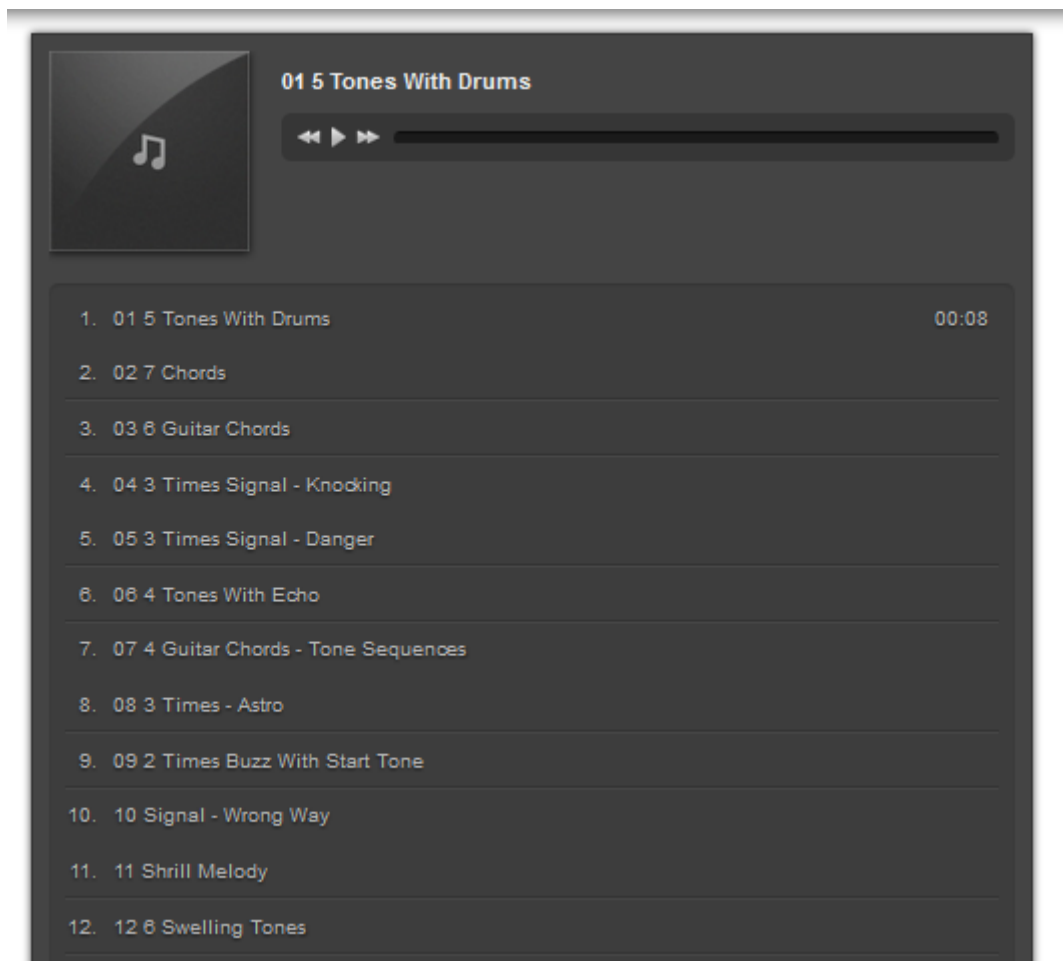 01 5 Tones With Drums
1. 01 5 Tones With Drums 00:08
2. 02 7 Chords
3. 03 6 Guitar Chords
4. 04 3 Times Signal - Knocking
5. 05 3 Times Signal - Danger
6. 06 4 Tones With Echo
7. 07 4 Guitar Chords - Tone Sequences
8. 08 3 Times - Astro
9. 09 2 Times Buzz With Start Tone
10. 10 Signal - Wrong Way
11. 11 Shrill Melody
12. 12 6 Swelling Tones